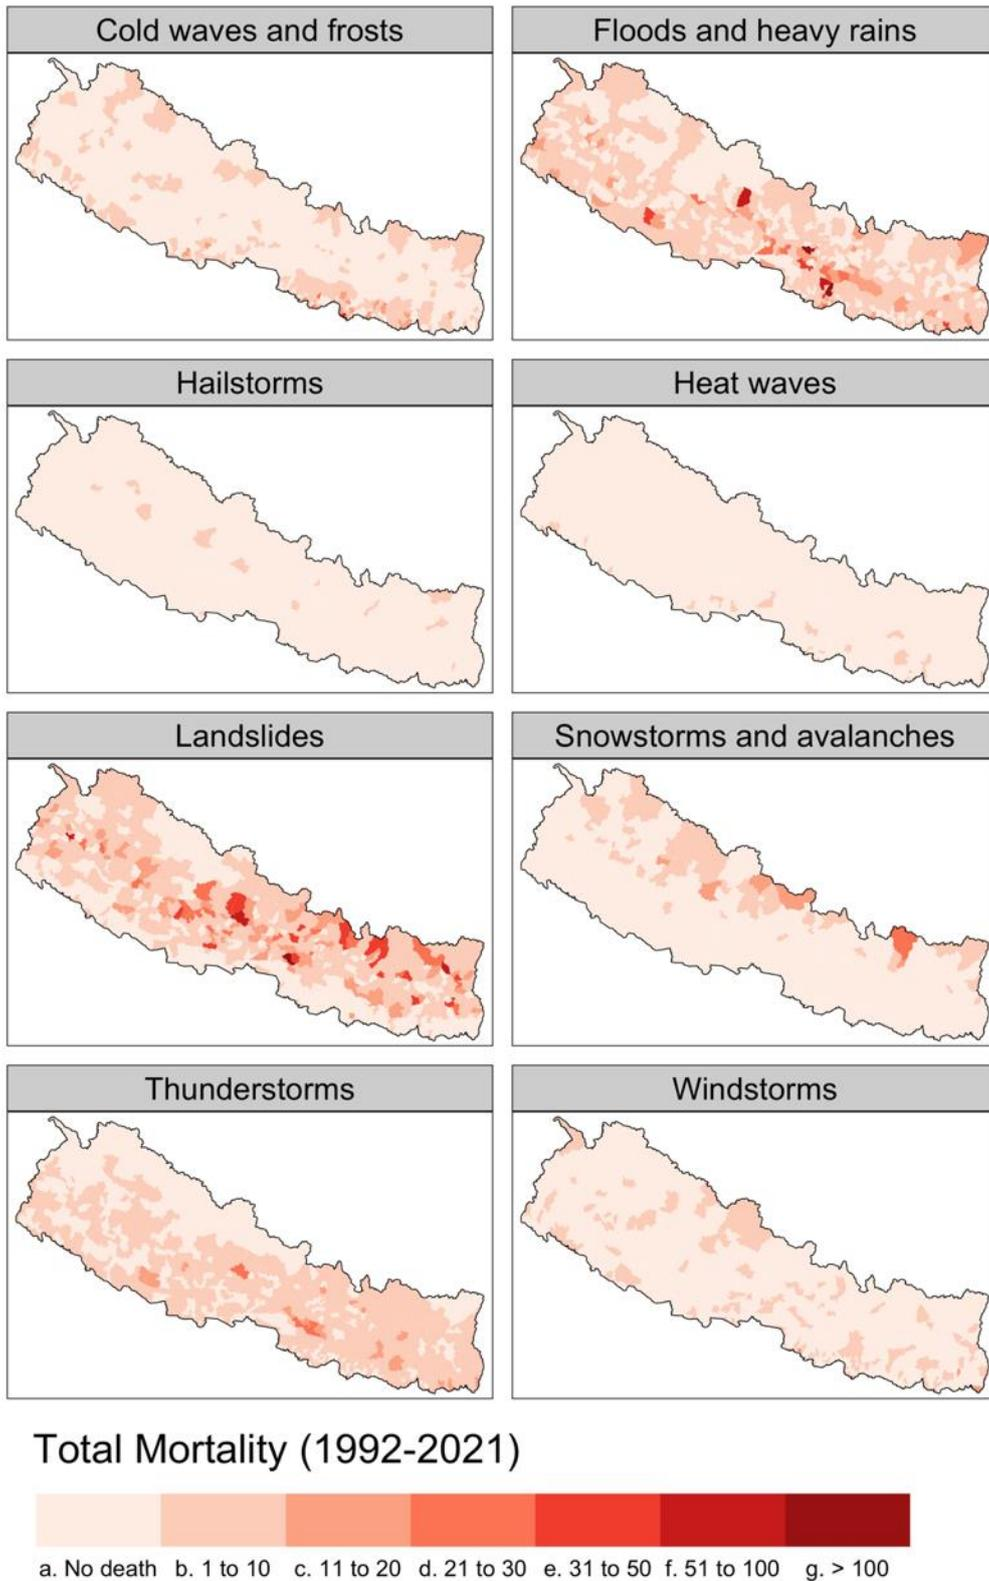 Cold waves and frosts
Floods and heavy rains
Hailstorms
Heat waves
Landslides
Snowstorms and avalanches
Thunderstorms
Windstorms
Total Mortality (1992-2021)
a. No death b. 1 to 10 c. 11 to 20 d. 21 to 30 e. 31 to 50 f. 51 to 100 g. > 100